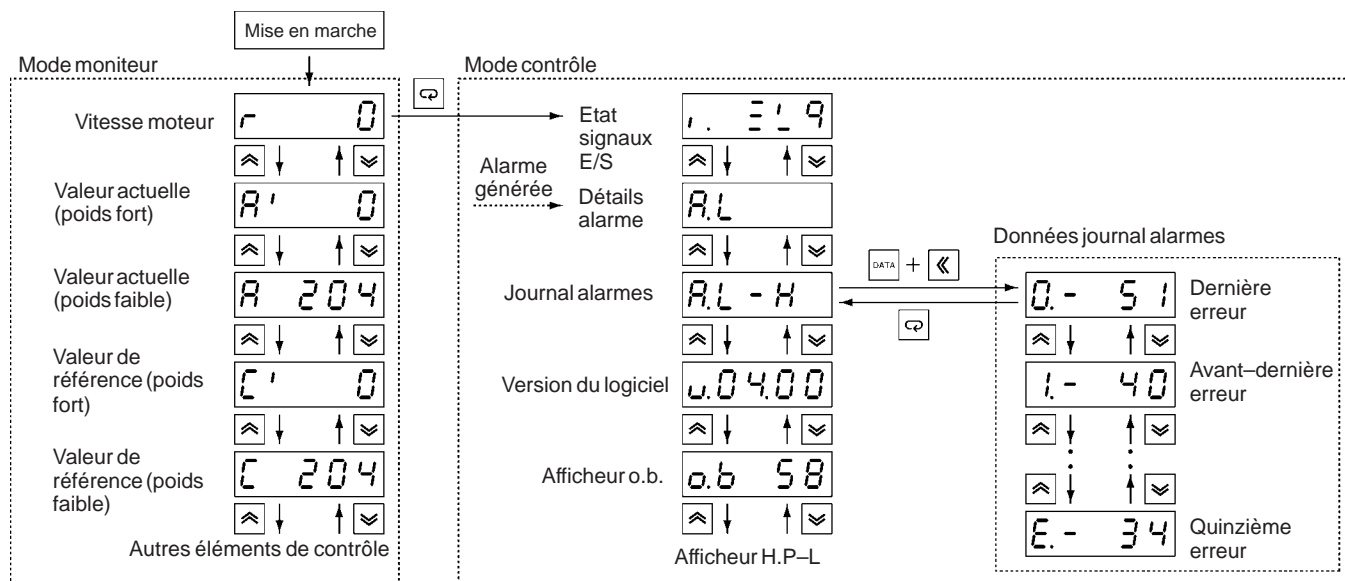 Mise en marche
Mode moniteur
Vitesse moteur
r 0
Valeur actuelle
(poids fort)
A' 0
Valeur actuelle
(poids faible)
A 204
Valeur de
référence (poids
fort)
C' 0
Valeur de
référence (poids
faible)
C 204
Autres éléments de contrôle
Mode contrôle
Etat
signaux
E/S
Alarme
générée
Détails
alarme
A.L
Journal alarmes
A.L - H
DATA +
Version du logiciel
u.04.00
Afficheur o.b.
o.b 58
Afficheur H.P–L
Données journal alarmes
0.- 51
Dernière
erreur
1.- 40
Avant–dernière
erreur
E.- 34
Quinzième
erreur